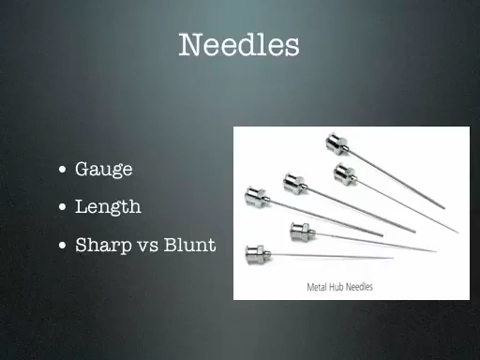 Needles
• Gauge
• Length
• Sharp vs Blunt
Metal Hub Needles